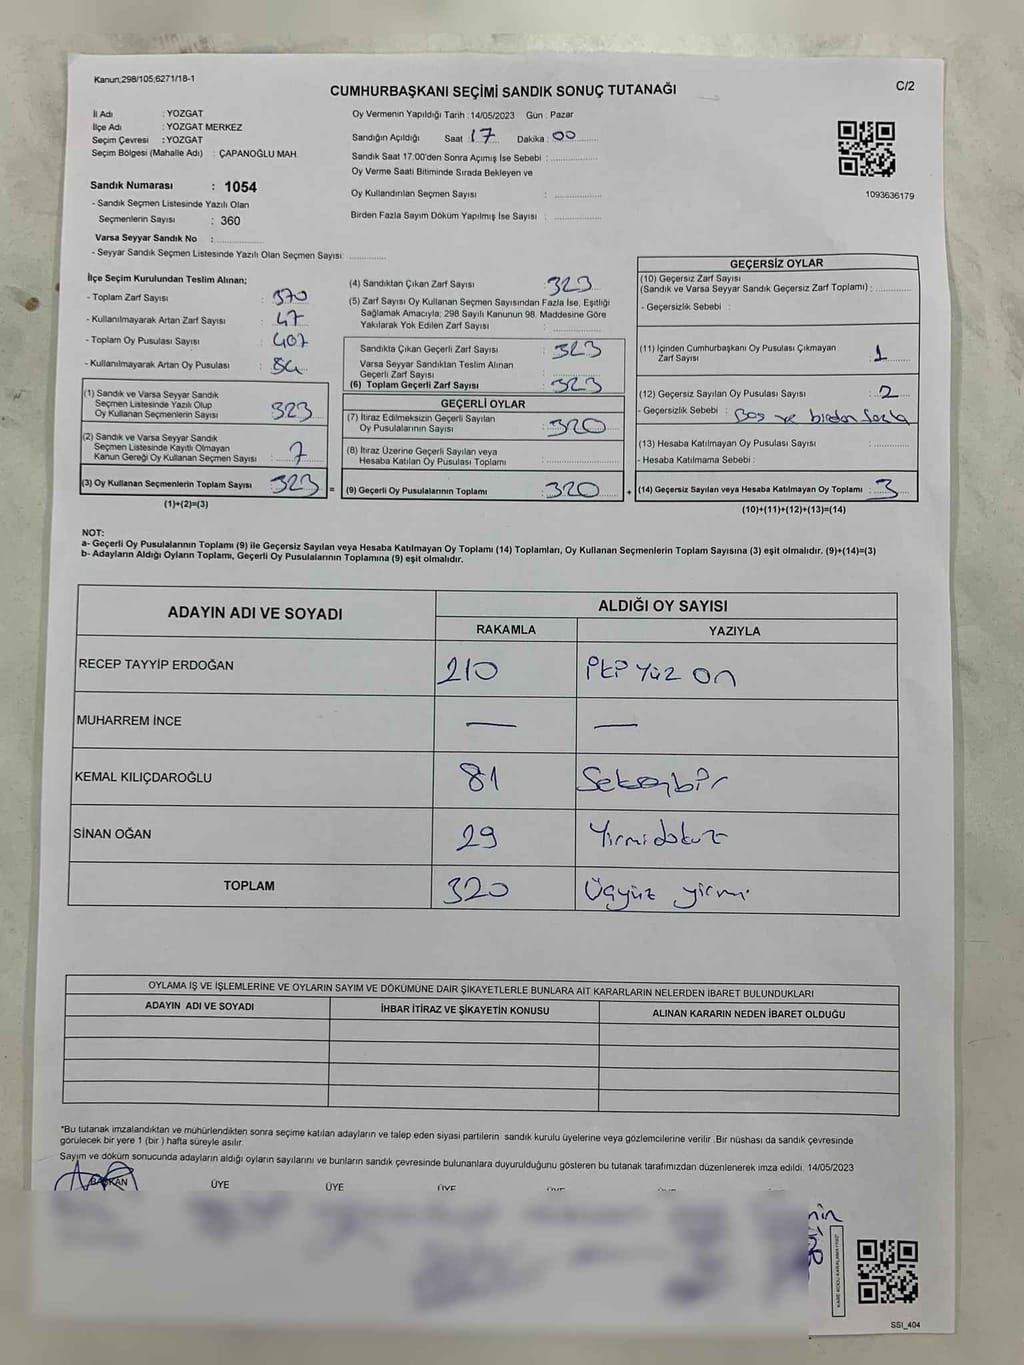 Kanun;298/105;6271/18-1
CUMHURBAŞKANI SEÇİMİ SANDIK SONUÇ TUTANAĞI
C/2
İl Adı : YOZGAT
İlçe Adı : YOZGAT MERKEZ
Seçim Çevresi : YOZGAT
Seçim Bölgesi (Mahalle Adı) : ÇAPANOĞLU MAH.
Sandık Numarası : 1054
- Sandık Seçmen Listesinde Yazılı Olan
Seçmenlerin Sayısı : 360
Varsa Seyyar Sandık No :
- Seyyar Sandık Seçmen Listesinde Yazılı Olan Seçmen Sayısı:
Oy Vermenin Yapıldığı Tarih : 14/05/2023 Gün : Pazar
Sandığın Açıldığı Saat : 17 Dakika : 00
Sandık Saat 17.00'den Sonra Açımış İse Sebebi :
Oy Verme Saati Bitiminde Sırada Bekleyen ve
Oy Kullandırılan Seçmen Sayısı :
Birden Fazla Sayım Döküm Yapılmış İse Sayısı :
1093636179
İlçe Seçim Kurulundan Teslim Alınan;
- Toplam Zarf Sayısı : 370
- Kullanılmayarak Artan Zarf Sayısı : 47
- Toplam Oy Pusulası Sayısı : 407
- Kullanılmayarak Artan Oy Pusulası : 84
(1) Sandık ve Varsa Seyyar Sandık
Seçmen Listesinde Yazılı Olup
Oy Kullanan Seçmenlerin Sayısı : 323
(2) Sandık ve Varsa Seyyar Sandık
Seçmen Listesinde Kayıtlı Olmayan
Kanun Gereği Oy Kullanan Seçmen Sayısı : 7
(3) Oy Kullanan Seçmenlerin Toplam Sayısı : 323
(1)+(2)=(3)
(4) Sandıktan Çıkan Zarf Sayısı : 323
(5) Zarf Sayısı Oy Kullanan Seçmen Sayısından Fazla İse, Eşitliği
Sağlamak Amacıyla; 298 Sayılı Kanunun 98. Maddesine Göre
Yakılarak Yok Edilen Zarf Sayısı :
Sandıkta Çıkan Geçerli Zarf Sayısı : 323
Varsa Seyyar Sandıktan Teslim Alınan
Geçerli Zarf Sayısı :
(6) Toplam Geçerli Zarf Sayısı : 323
GEÇERLİ OYLAR
(7) İtiraz Edilmeksizin Geçerli Sayılan
Oy Pusulalarının Sayısı : 320
(8) İtiraz Üzerine Geçerli Sayılan veya
Hesaba Katılan Oy Pusulası Toplamı :
= (9) Geçerli Oy Pusulalarının Toplamı : 320
GEÇERSİZ OYLAR
(10) Geçersiz Zarf Sayısı
(Sandık ve Varsa Seyyar Sandık Geçersiz Zarf Toplamı) :
- Geçersizlik Sebebi :
(11) İçinden Cumhurbaşkanı Oy Pusulası Çıkmayan
Zarf Sayısı : 1
(12) Geçersiz Sayılan Oy Pusulası Sayısı : 2
- Geçersizlik Sebebi : Boş ve birden fazla
(13) Hesaba Katılmayan Oy Pusulası Sayısı :
- Hesaba Katılmama Sebebi :
+ (14) Geçersiz Sayılan veya Hesaba Katılmayan Oy Toplamı : 3
(10)+(11)+(12)+(13)=(14)
NOT:
a- Geçerli Oy Pusulalarının Toplamı (9) ile Geçersiz Sayılan veya Hesaba Katılmayan Oy Toplamı (14) Toplamları, Oy Kullanan Seçmenlerin Toplam Sayısına (3) eşit olmalıdır. (9)+(14)=(3)
b- Adayların Aldığı Oyların Toplamı, Geçerli Oy Pusulalarının Toplamına (9) eşit olmalıdır.
ADAYIN ADI VE SOYADI
ALDIĞI OY SAYISI
RAKAMLA YAZIYLA
RECEP TAYYİP ERDOĞAN 210 İki Yüz On
MUHARREM İNCE — —
KEMAL KILIÇDAROĞLU 81 Seksenbir
SİNAN OĞAN 29 Yirmidokuz
TOPLAM 320 Üçyüz yirmi
OYLAMA İŞ VE İŞLEMLERİNE VE OYLARIN SAYIM VE DÖKÜMÜNE DAİR ŞİKAYETLERLE BUNLARA AİT KARARLARIN NELERDEN İBARET BULUNDUKLARI
ADAYIN ADI VE SOYADI İHBAR İTİRAZ VE ŞİKAYETİN KONUSU ALINAN KARARIN NEDEN İBARET OLDUĞU
*Bu tutanak imzalandıktan ve mühürlendikten sonra seçime katılan adayların ve talep eden siyasi partilerin sandık kurulu üyelerine veya gözlemcilerine verilir .Bir nüshası da sandık çevresinde
görülecek bir yere 1 (bir ) hafta süreyle asılır.
Sayım ve döküm sonucunda adayların aldığı oyların sayılarını ve bunların sandık çevresinde bulunanlara duyurulduğunu gösteren bu tutanak tarafımızdan düzenlenerek imza edildi. 14/05/2023
BAŞKAN ÜYE ÜYE ÜYE
KARE KODU KARALAMAYINIZ!
SSI_404